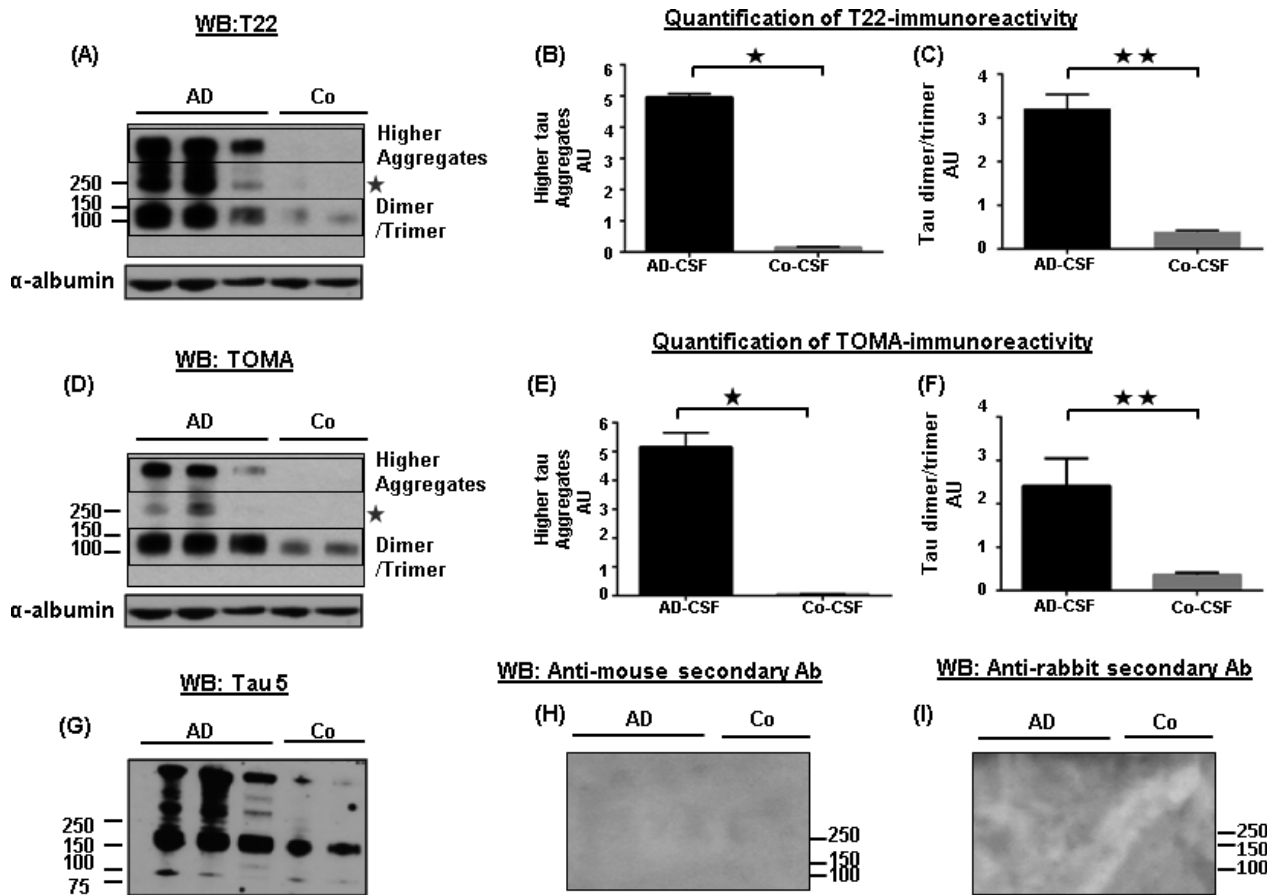 WB:T22
Quantification of T22-immunoreactivity
(A)
AD
Co
Higher
Aggregates
250
★
150
100
Dimer
/Trimer
α-albumin
(B)
★
6
5
4
3
2
1
0
Higher tau
Aggregates
AU
AD-CSF
Co-CSF
(C)
★★
4
3
2
1
0
Tau dimer/trimer
AU
AD-CSF
Co-CSF
WB: TOMA
Quantification of TOMA-immunoreactivity
(D)
AD
Co
Higher
Aggregates
250
★
150
100
Dimer
/Trimer
α-albumin
(E)
★
6
5
4
3
2
1
0
Higher tau
Aggregates
AU
AD-CSF
Co-CSF
(F)
★★
4
3
2
1
0
Tau dimer/trimer
AU
AD-CSF
Co-CSF
WB: Tau 5
(G)
AD
Co
250
150
100
75
WB: Anti-mouse secondary Ab
(H)
AD
Co
250
150
100
WB: Anti-rabbit secondary Ab
(I)
AD
Co
250
150
100